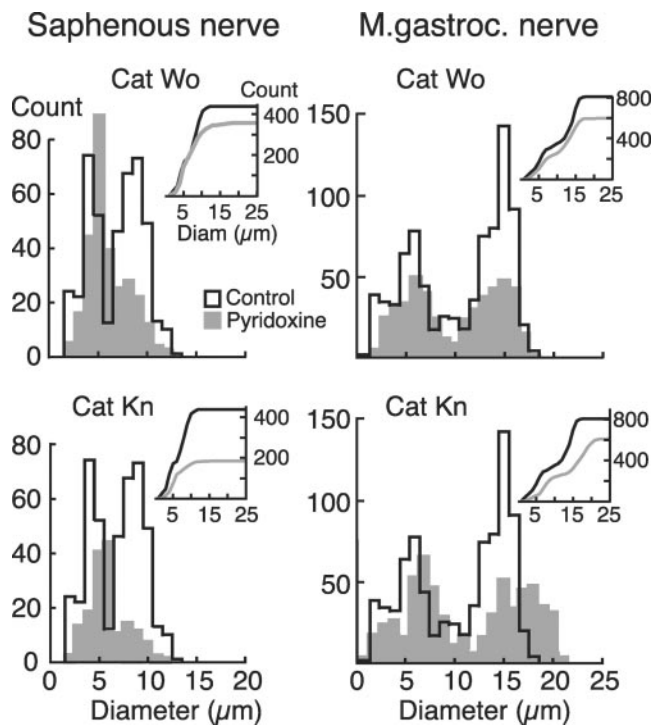 Saphenous nerve M.gastroc. nerve
Cat Wo Cat Wo
Count
80
60
40
20
0
Count
400
200
5 15 25
Diam (µm)
Control
Pyridoxine
150
100
50
800
400
5 15 25
Cat Kn Cat Kn
80
60
40
20
0
400
200
5 15 25
0 5 10 15 20
Diameter (µm)
150
100
50
800
400
5 15 25
0 5 10 15 20 25
Diameter (µm)